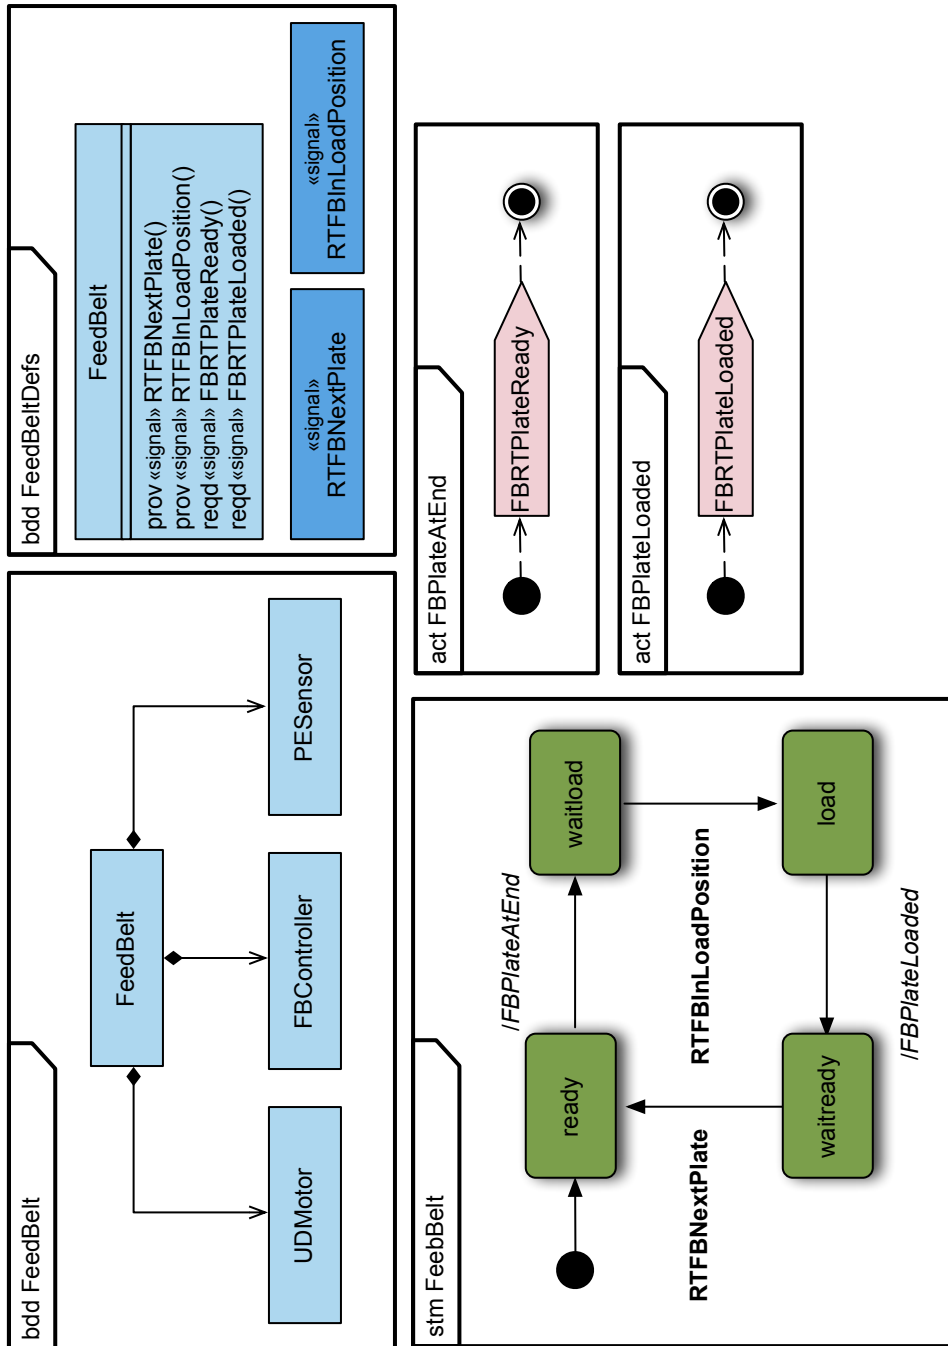 bdd FeedBelt
FeedBelt
UDMotor
FBController
PESensor
bdd FeedBeltDefs
FeedBelt
prov «signal» RTFBNextPlate()
prov «signal» RTFBInLoadPosition()
reqd «signal» FBRTPlateReady()
reqd «signal» FBRTPlateLoaded()
«signal»
RTFBNextPlate
«signal»
RTFBInLoadPosition
stm FeebBelt
ready
/FBPlateAtEnd
waitload
RTFBNextPlate
RTFBInLoadPosition
waitready
/FBPlateLoaded
load
act FBPlateAtEnd
FBRTPlateReady
act FBPlateLoaded
FBRTPlateLoaded